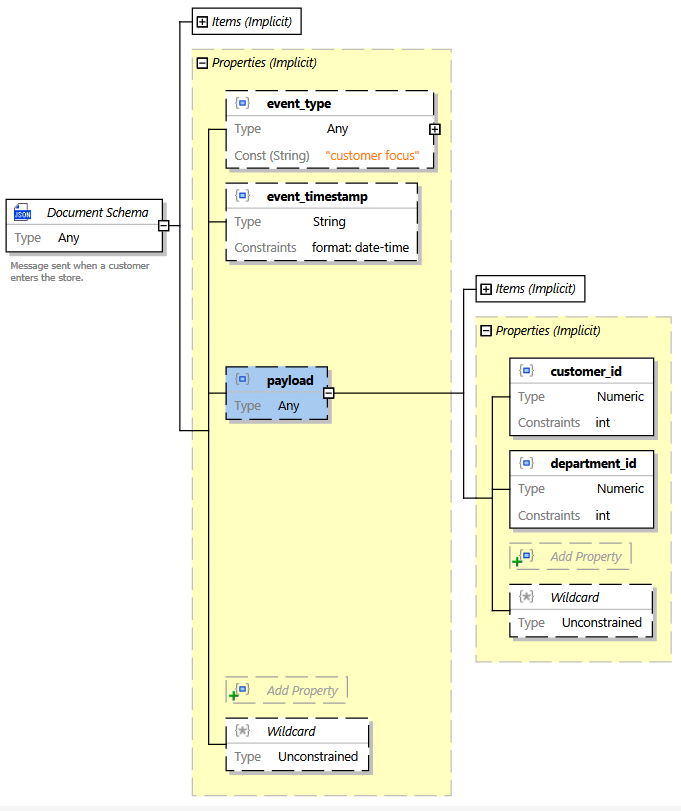 Items (Implicit)
Properties (Implicit)
event_type
Type Any
Const (String) "customer focus"
event_timestamp
Type String
Constraints format: date-time
JSON
Document Schema
Type Any
Message sent when a customer
enters the store.
payload
Type Any
Add Property
Wildcard
Type Unconstrained
Items (Implicit)
Properties (Implicit)
customer_id
Type Numeric
Constraints int
department_id
Type Numeric
Constraints int
Add Property
Wildcard
Type Unconstrained